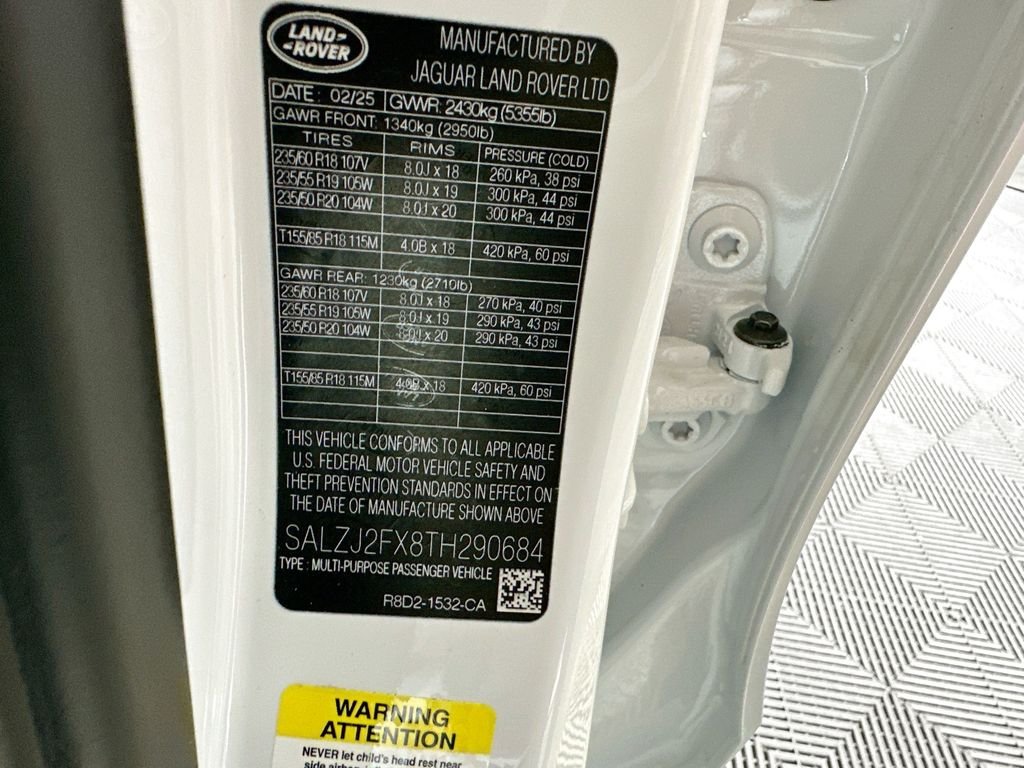 LAND-
-ROVER
MANUFACTURED BY
JAGUAR LAND ROVER LTD
DATE : 02/25 GVWR: 2430kg (5355lb)
GAWR FRONT: 1340kg (2950lb)
TIRES RIMS PRESSURE (COLD)
235/60 R18 107V 8.0J x 18 260 kPa, 38 psi
235/55 R19 105W 8.0J x 19 300 kPa, 44 psi
235/50 R20 104W 8.0J x 20 300 kPa, 44 psi
T155/85 R18 115M 4.0B x 18 420 kPa, 60 psi
GAWR REAR: 1230kg (2710lb)
235/60 R18 107V 8.0J x 18 270 kPa, 40 psi
235/55 R19 105W 8.0J x 19 290 kPa, 43 psi
235/50 R20 104W 8.0J x 20 290 kPa, 43 psi
T155/85 R18 115M 4.0B x 18 420 kPa, 60 psi
THIS VEHICLE CONFORMS TO ALL APPLICABLE
U.S. FEDERAL MOTOR VEHICLE SAFETY AND
THEFT PREVENTION STANDARDS IN EFFECT ON
THE DATE OF MANUFACTURE SHOWN ABOVE
SALZJ2FX8TH290684
TYPE : MULTI-PURPOSE PASSENGER VEHICLE
R8D2-1532-CA
WARNING
ATTENTION
NEVER let child's head rest near
side